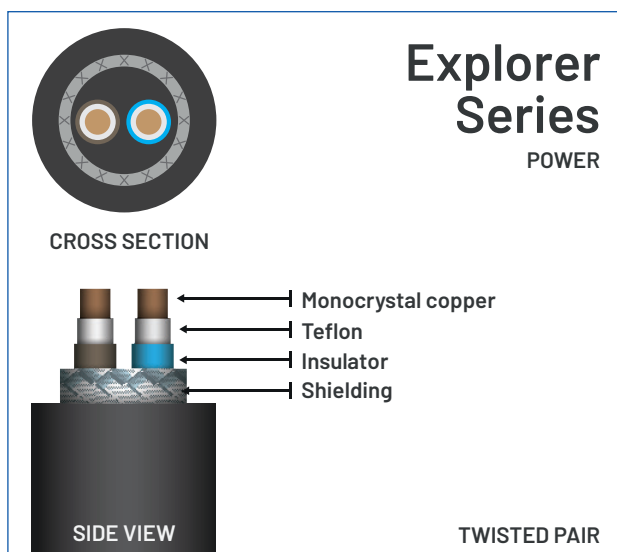 Explorer
Series
POWER
CROSS SECTION
Monocrystal copper
Teflon
Insulator
Shielding
SIDE VIEW
TWISTED PAIR